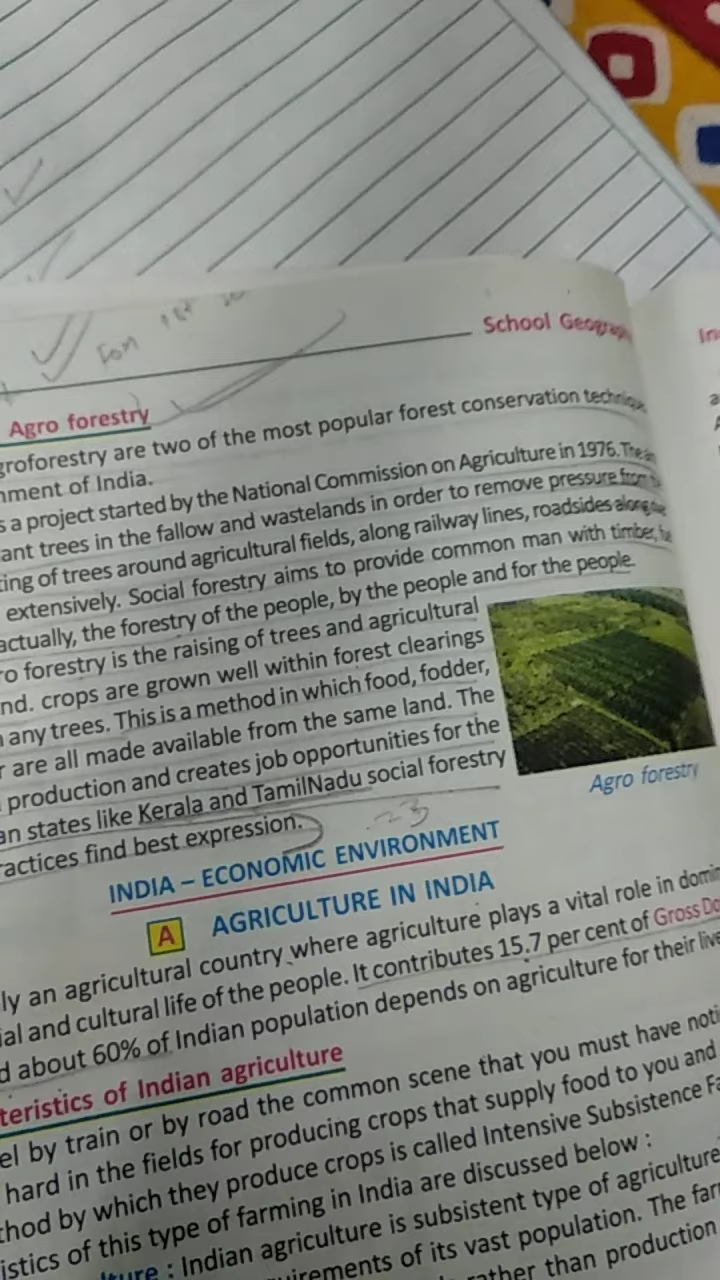 School Geography
Agro forestry
groforestry are two of the most popular forest conservation technique
nment of India.
s a project started by the National Commission on Agriculture in 1976. The
ant trees in the fallow and wastelands in order to remove pressure from
ting of trees around agricultural fields, along railway lines, roadsides along
extensively. Social forestry aims to provide common man with timber,
actually, the forestry of the people, by the people and for the people.
ro forestry is the raising of trees and agricultural
nd. crops are grown well within forest clearings
any trees. This is a method in which food, fodder,
r are all made available from the same land. The
production and creates job opportunities for the
an states like Kerala and TamilNadu social forestry
ractices find best expression.
Agro forestry
23
INDIA – ECONOMIC ENVIRONMENT
A AGRICULTURE IN INDIA
ly an agricultural country where agriculture plays a vital role in domin
ial and cultural life of the people. It contributes 15.7 per cent of Gross Do
d about 60% of Indian population depends on agriculture for their live
teristics of Indian agriculture
el by train or by road the common scene that you must have noti
hard in the fields for producing crops that supply food to you and
thod by which they produce crops is called Intensive Subsistence Fa
istics of this type of farming in India are discussed below :
lture : Indian agriculture is subsistent type of agriculture
uirements of its vast population. The far
rather than production